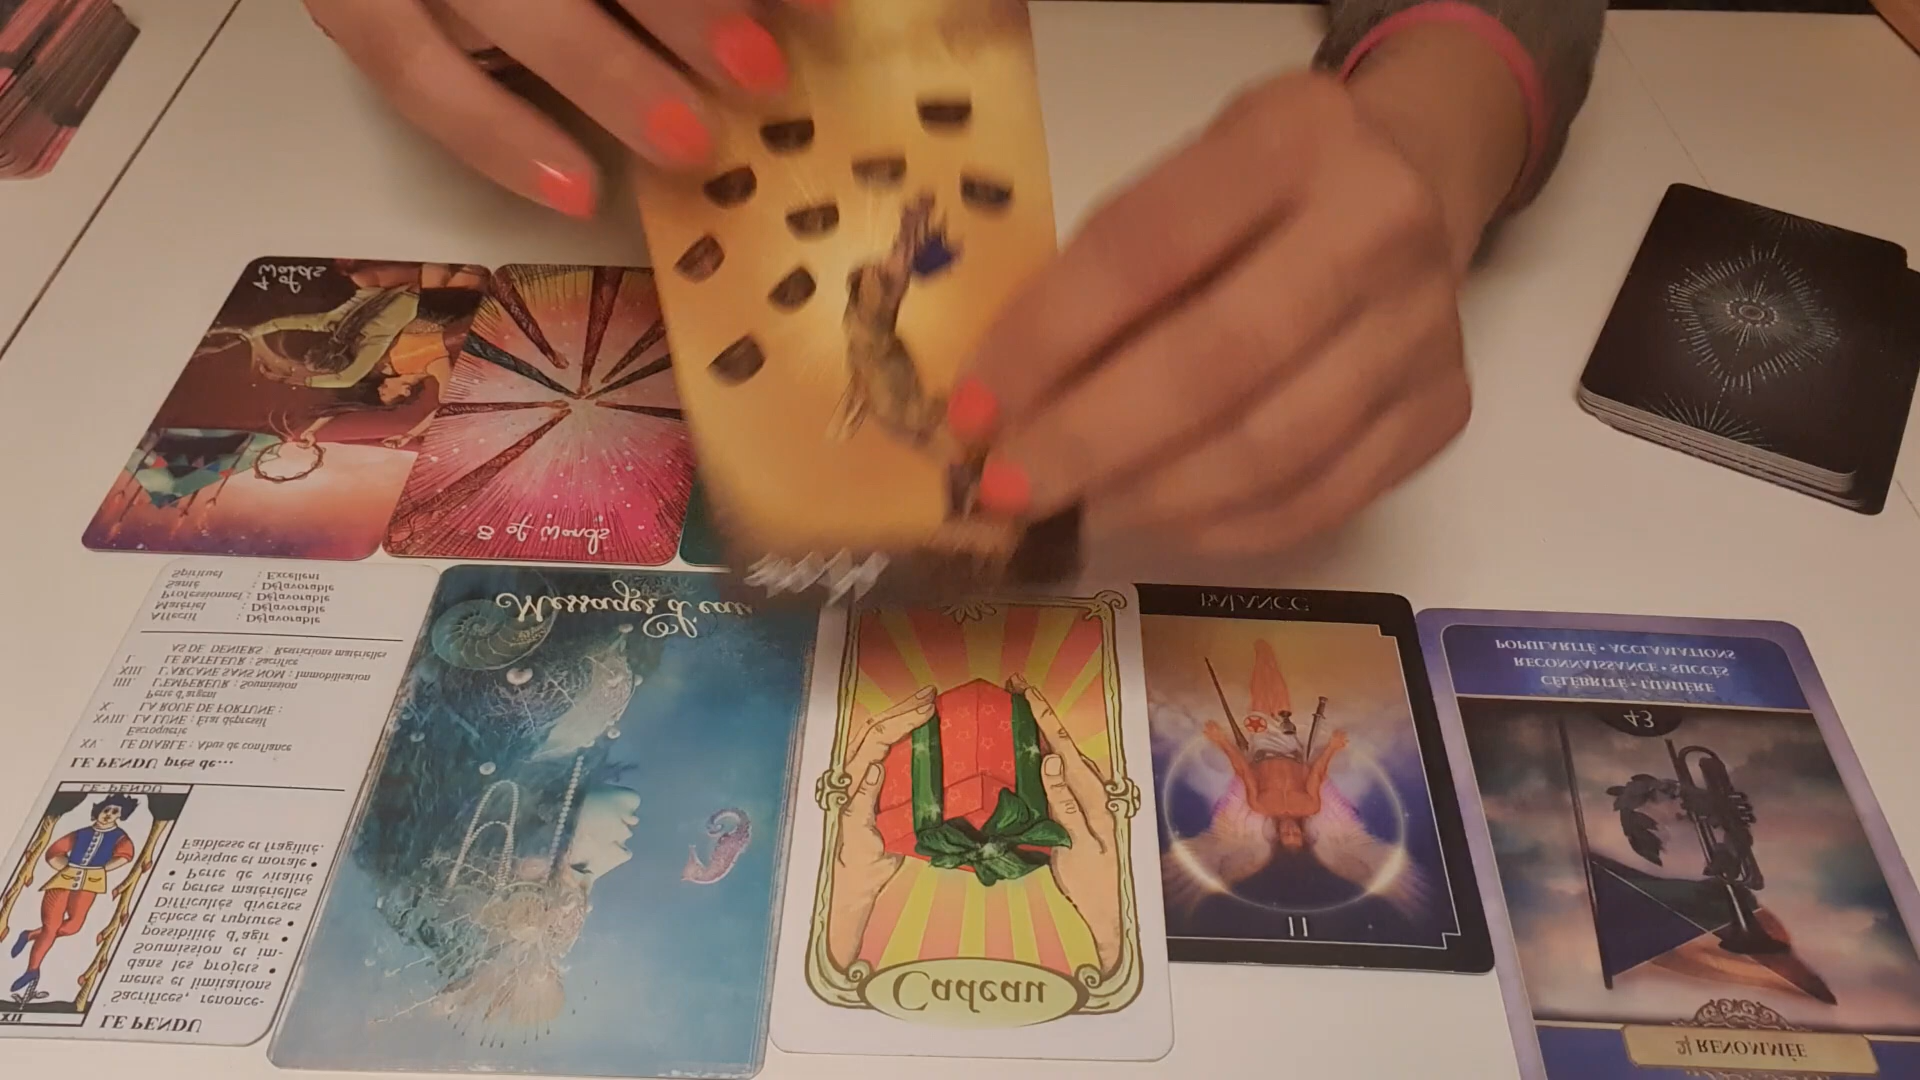 4
of
Wands
8 of wands
XII
LE PENDU
LE PENDU
Sacrifices, renonce-
ments et limitations
dans les projets •
Soumission et im-
possibilité d'agir •
Echecs et ruptures •
Difficultés diverses
et pertes matérielles
• Perte de vitalité
physique et morale •
Faiblesse et fragilité.
LE PENDU près de...
XV. LE DIABLE : Abus de confiance
Escroquerie
XVIII. LA LUNE : Etat dépressif
X. LA ROUE DE FORTUNE :
Perte d'argent
IIII. L'EMPEREUR : Soumission
XIII. L'ARCANE SANS NOM : Immobilisation
I. LE BATELEUR : Sacrifice
AS DE DENIERS : Restrictions matérielles
Affectif : Défavorable
Matériel : Défavorable
Professionnel : Défavorable
Santé : Défavorable
Spirituel : Excellent
Messages d'eau
Cadeau
II
BALANCE
RENOMMÉE
43
CÉLÉBRITÉ • LUMIÈRE
RECONNAISSANCE • SUCCÈS
POPULARITÉ • ACCLAMATIONS